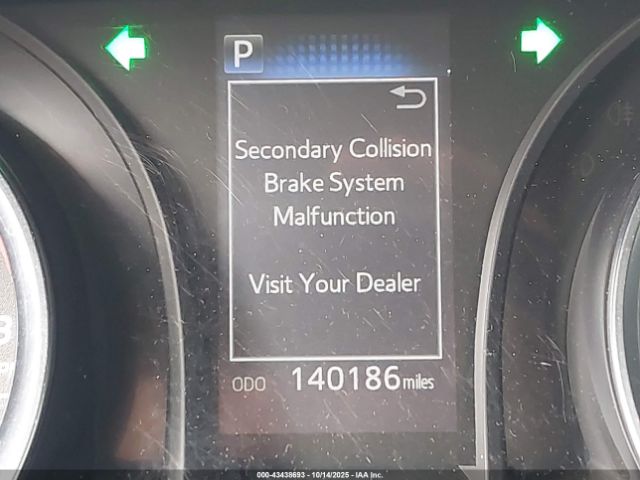 P
Secondary Collision
Brake System
Malfunction
Visit Your Dealer
ODO 140186 miles
000-43438693 - 10/14/2025 - IAA Inc.